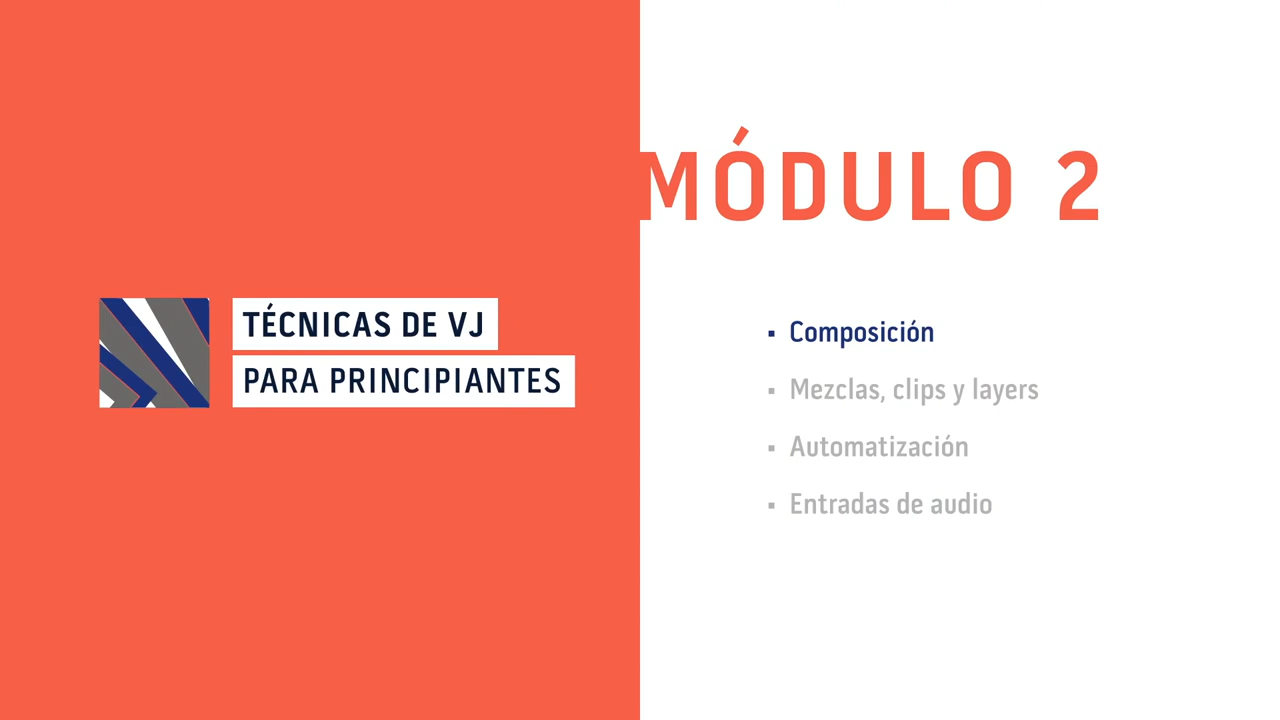 TÉCNICAS DE VJ
PARA PRINCIPIANTES
MÓDULO 2
▪ Composición
▪ Mezclas, clips y layers
▪ Automatización
▪ Entradas de audio